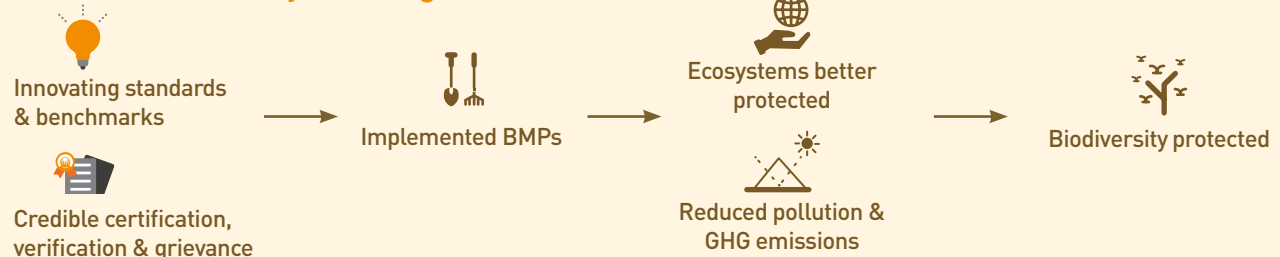 Innovating standards
& benchmarks
Credible certification,
verification & grievance
Implemented BMPs
Ecosystems better
protected
Reduced pollution &
GHG emissions
Biodiversity protected